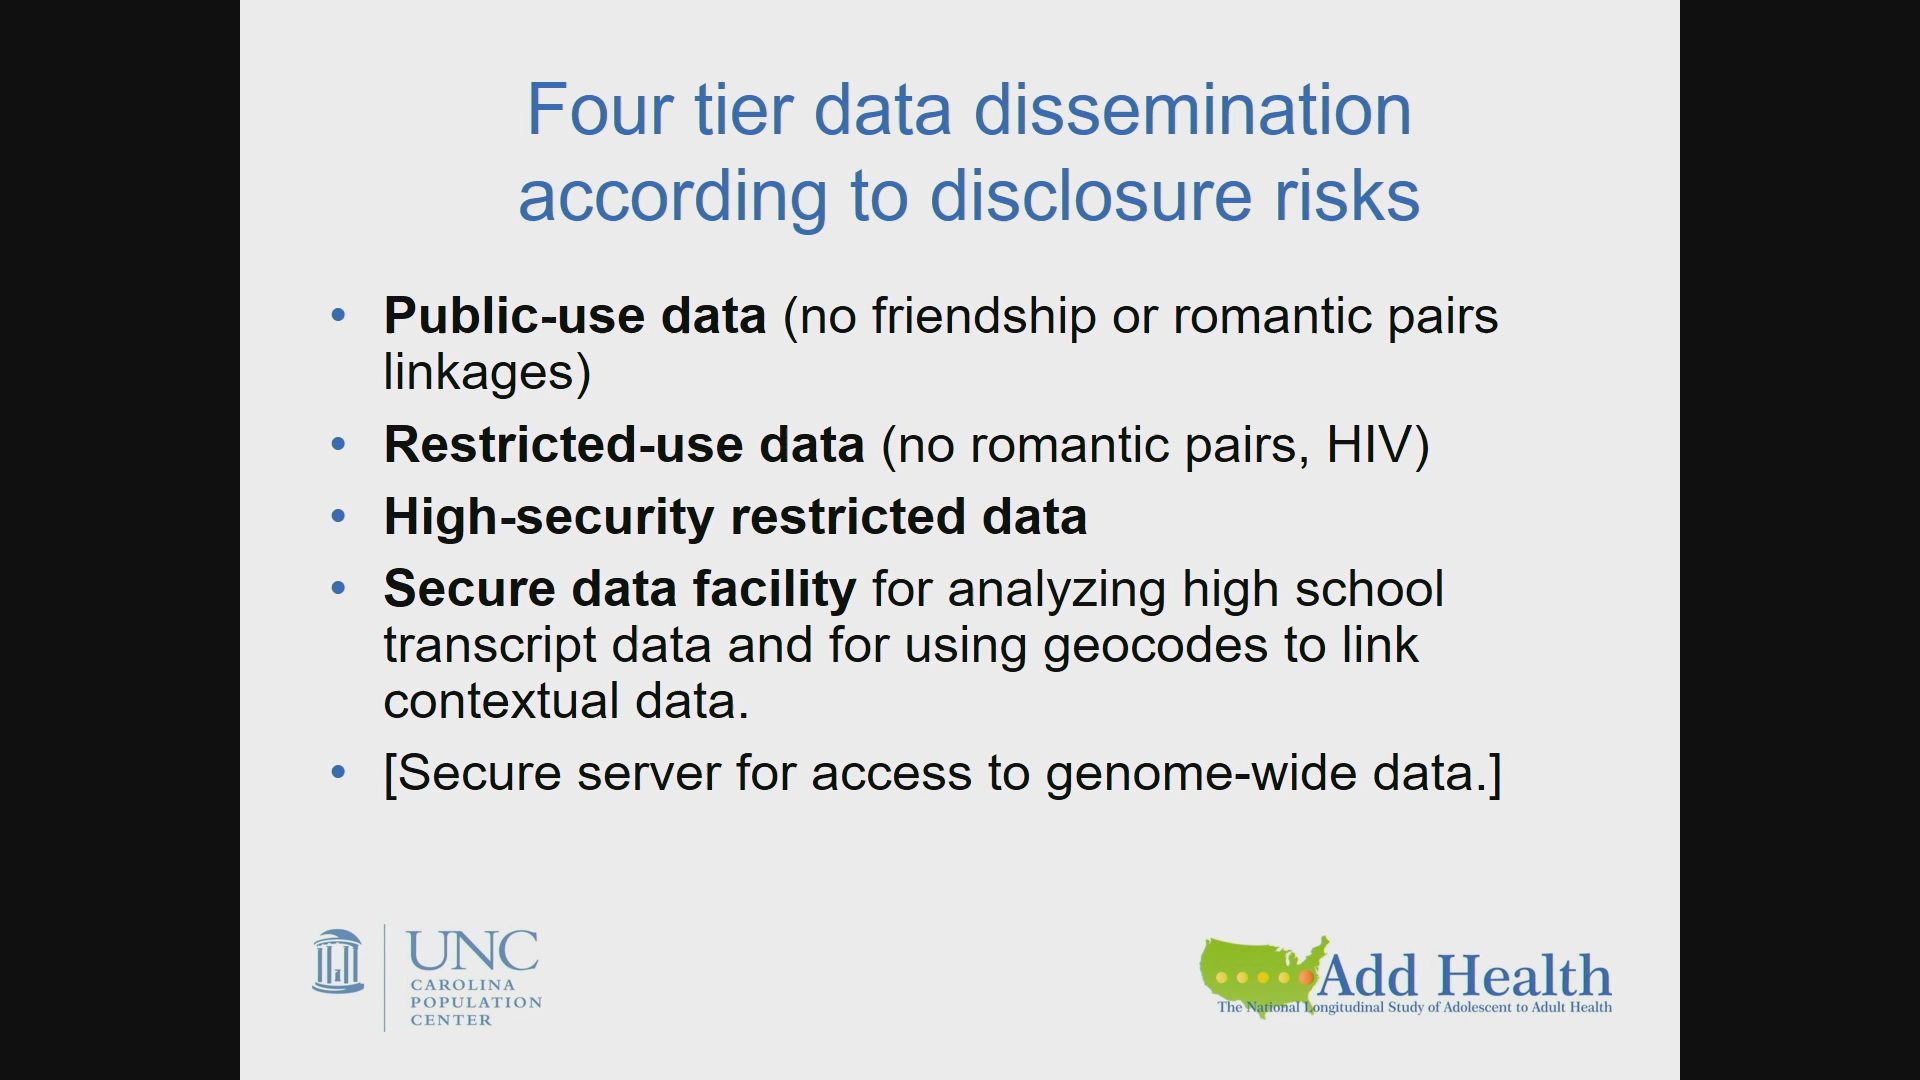 Four tier data dissemination
according to disclosure risks
• Public-use data (no friendship or romantic pairs
linkages)
• Restricted-use data (no romantic pairs, HIV)
• High-security restricted data
• Secure data facility for analyzing high school
transcript data and for using geocodes to link
contextual data.
• [Secure server for access to genome-wide data.]
UNC
CAROLINA
POPULATION
CENTER
Add Health
The National Longitudinal Study of Adolescent to Adult Health